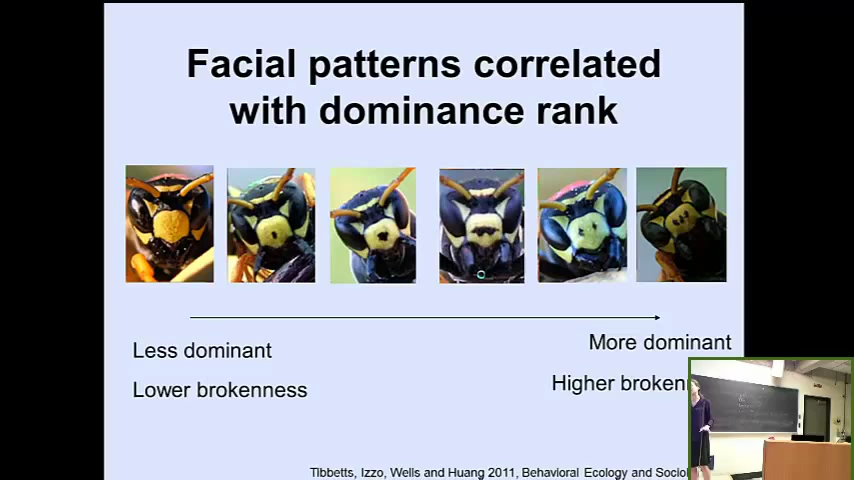 Facial patterns correlated
with dominance rank
Less dominant
More dominant
Lower brokenness
Higher broken
Tibbetts, Izzo, Wells and Huang 2011, Behavioral Ecology and Sociol